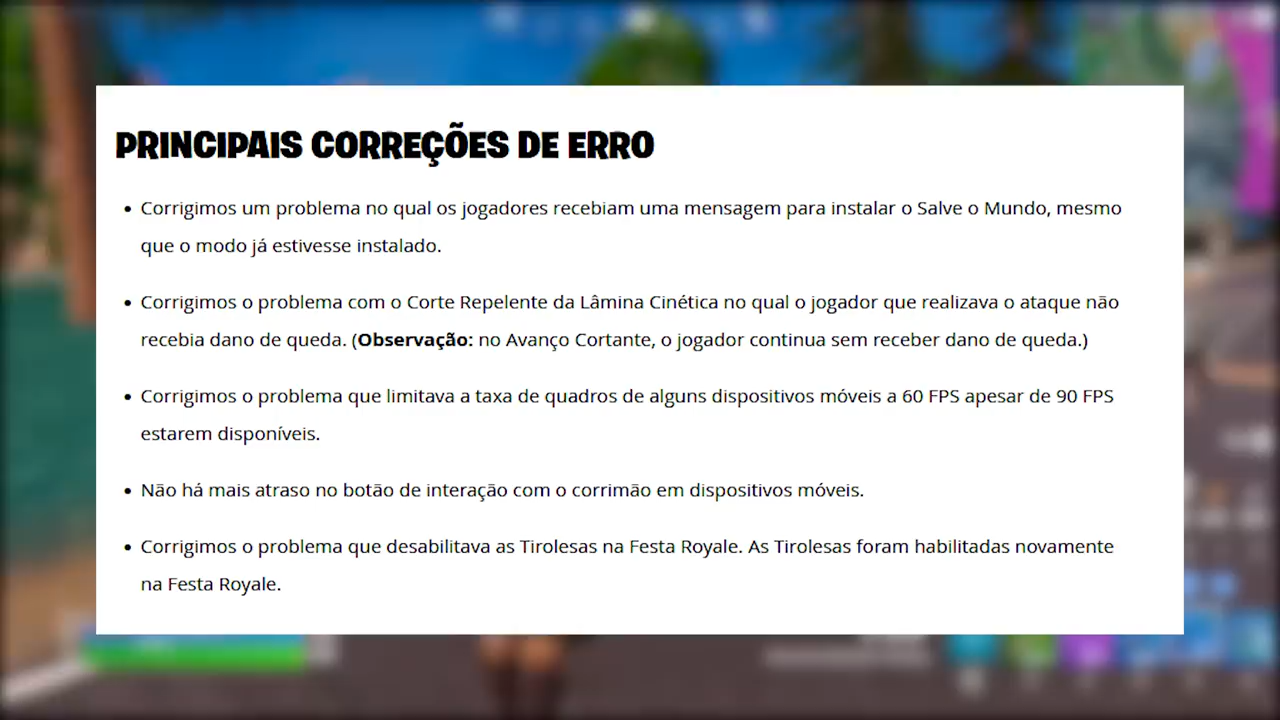 PRINCIPAIS CORREÇÕES DE ERRO
• Corrigimos um problema no qual os jogadores recebiam uma mensagem para instalar o Salve o Mundo, mesmo
que o modo já estivesse instalado.
• Corrigimos o problema com o Corte Repelente da Lâmina Cinética no qual o jogador que realizava o ataque não
recebia dano de queda. (Observação: no Avanço Cortante, o jogador continua sem receber dano de queda.)
• Corrigimos o problema que limitava a taxa de quadros de alguns dispositivos móveis a 60 FPS apesar de 90 FPS
estarem disponíveis.
• Não há mais atraso no botão de interação com o corrimão em dispositivos móveis.
• Corrigimos o problema que desabilitava as Tirolesas na Festa Royale. As Tirolesas foram habilitadas novamente
na Festa Royale.